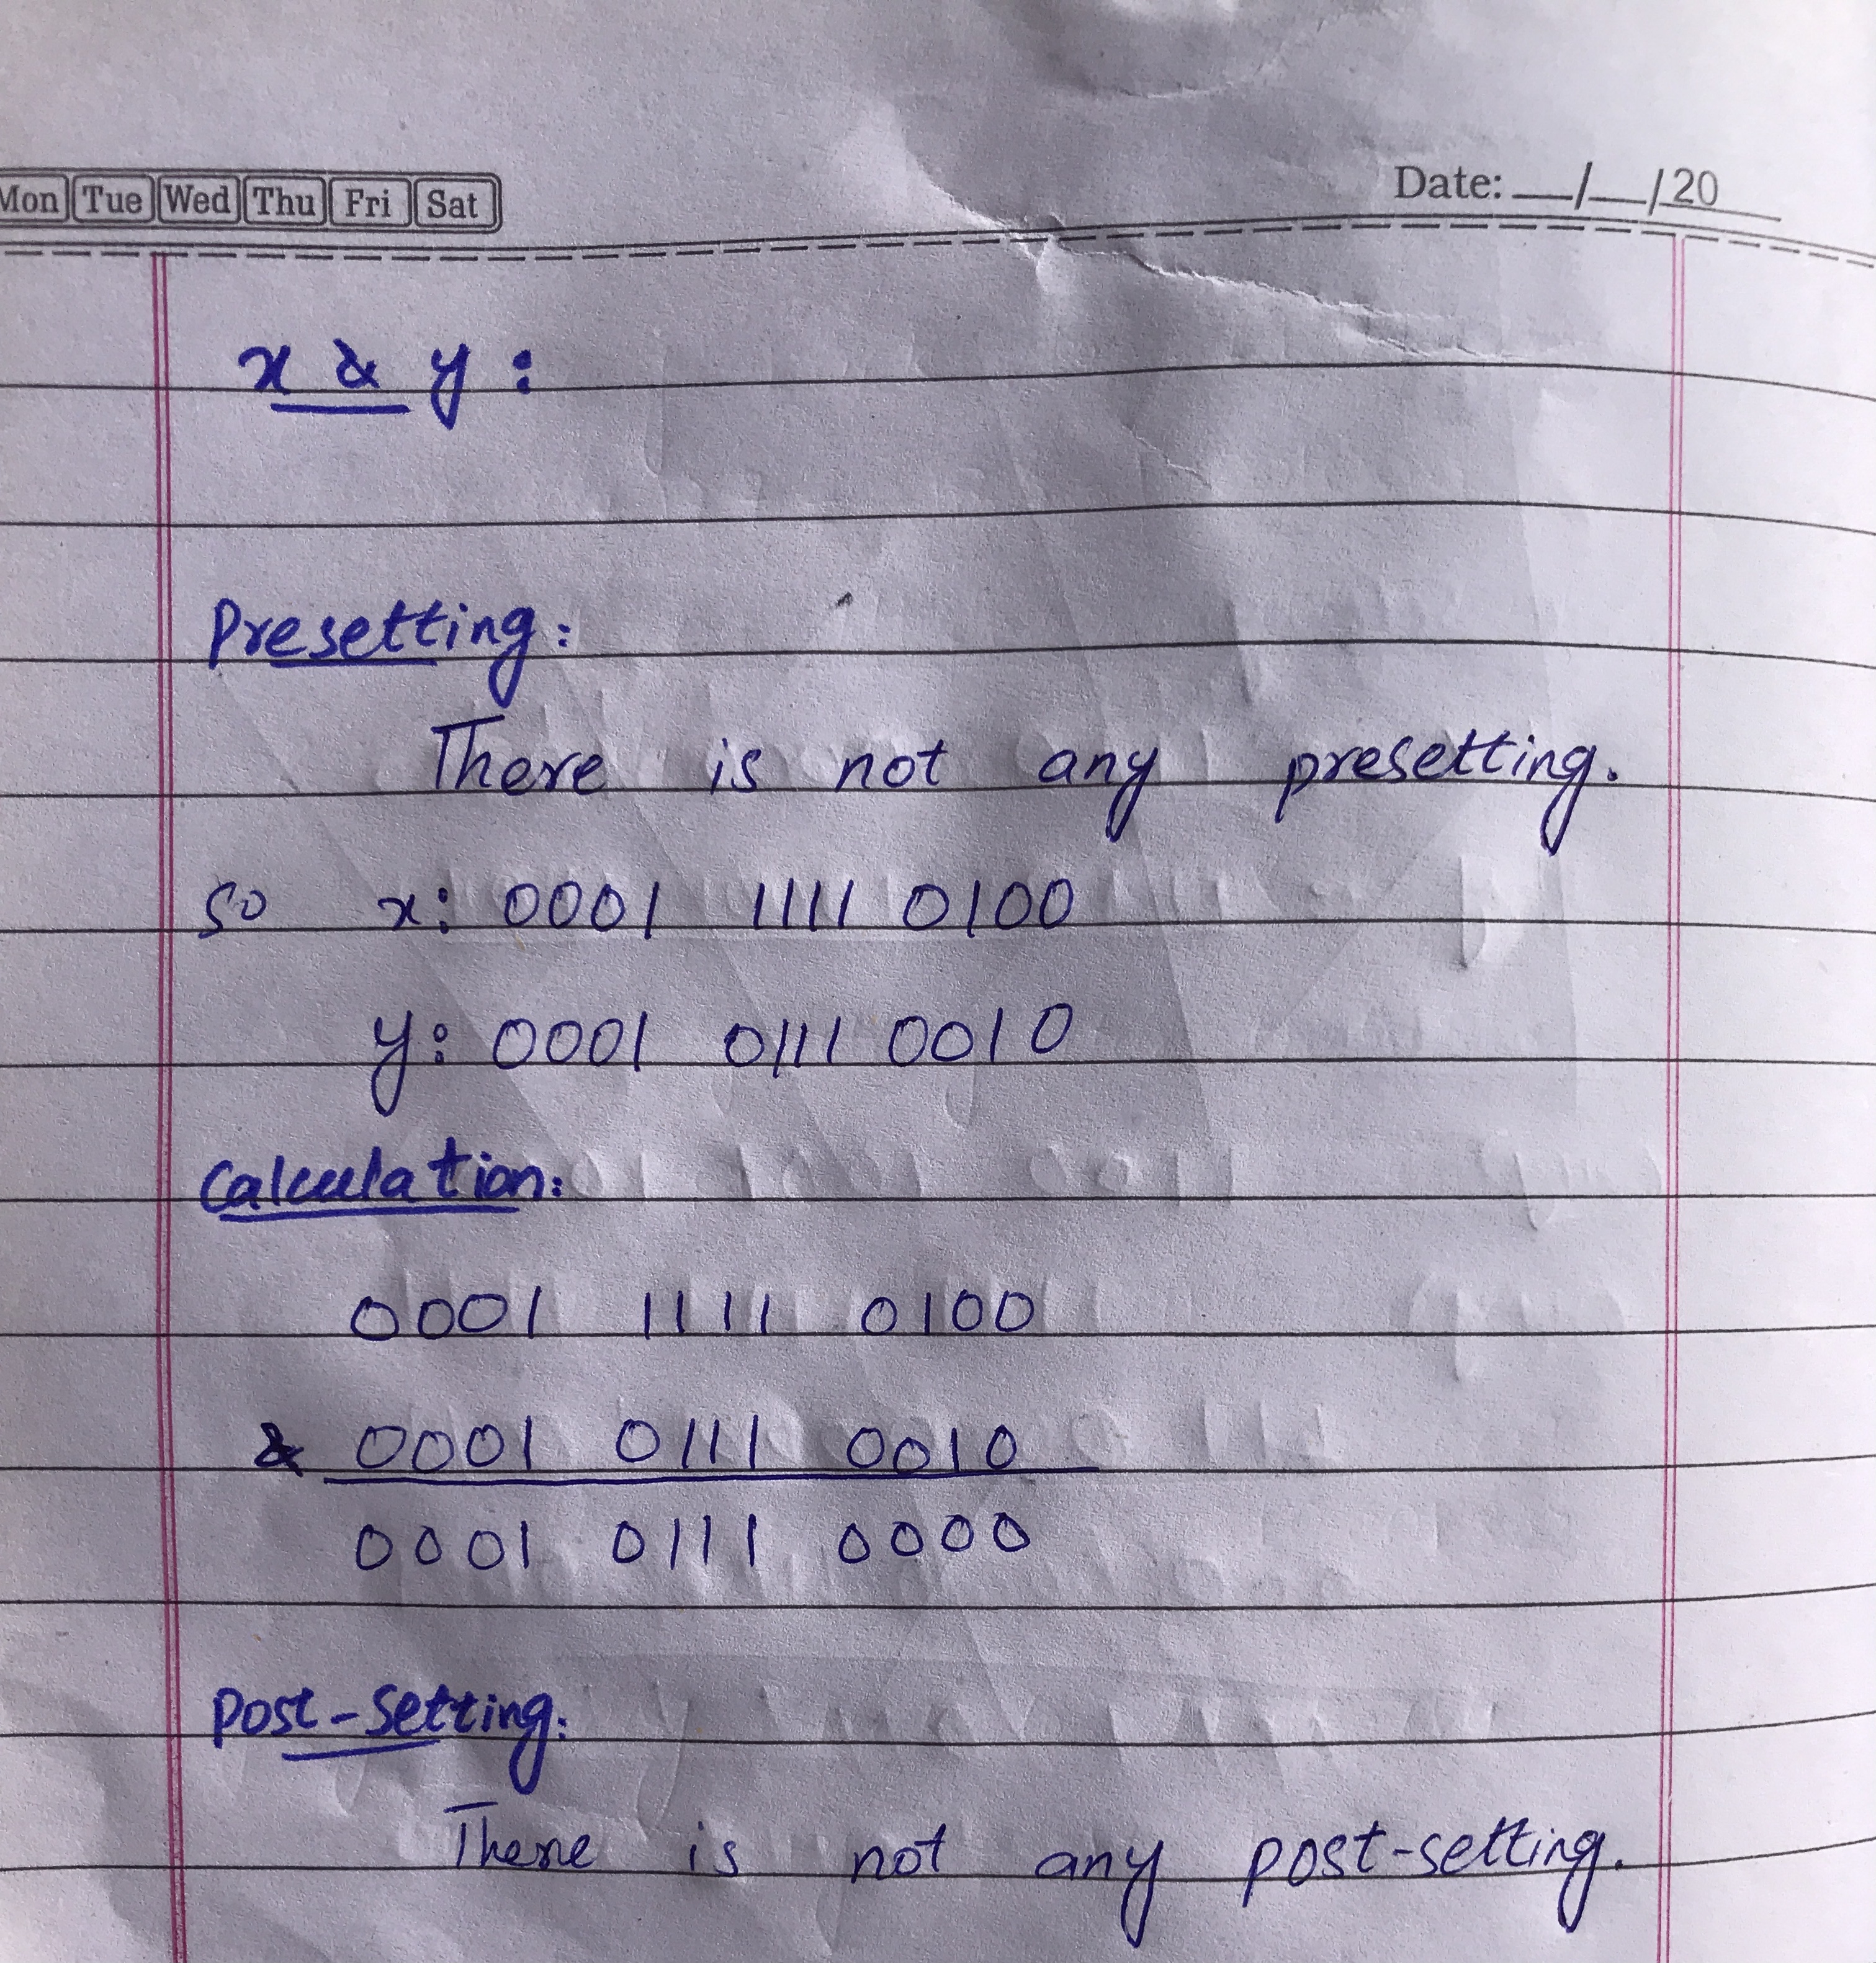 Mon Tue Wed Thu Fri Sat
Date: __/__/20__
x & y :
Presetting:
There is not any presetting.
so x: 0001 1111 0100
y: 0001 0111 0010
Calculation:
0001 1111 0100
& 0001 0111 0010
0001 0111 0000
Post-setting:
There is not any post-setting.